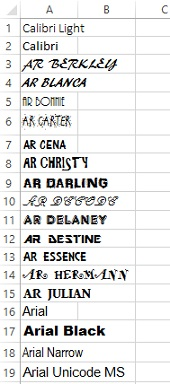 A B C
1 Calibri Light
2 Calibri
3 AR BERKLEY
4 AR BLANCA
5 AR BONNIE
6 AR CARTER
7 AR CENA
8 AR CHRISTY
9 AR DARLING
10 AR DECODE
11 AR DELANEY
12 AR DESTINE
13 AR ESSENCE
14 AR HERMANN
15 AR JULIAN
16 Arial
17 Arial Black
18 Arial Narrow
19 Arial Unicode MS